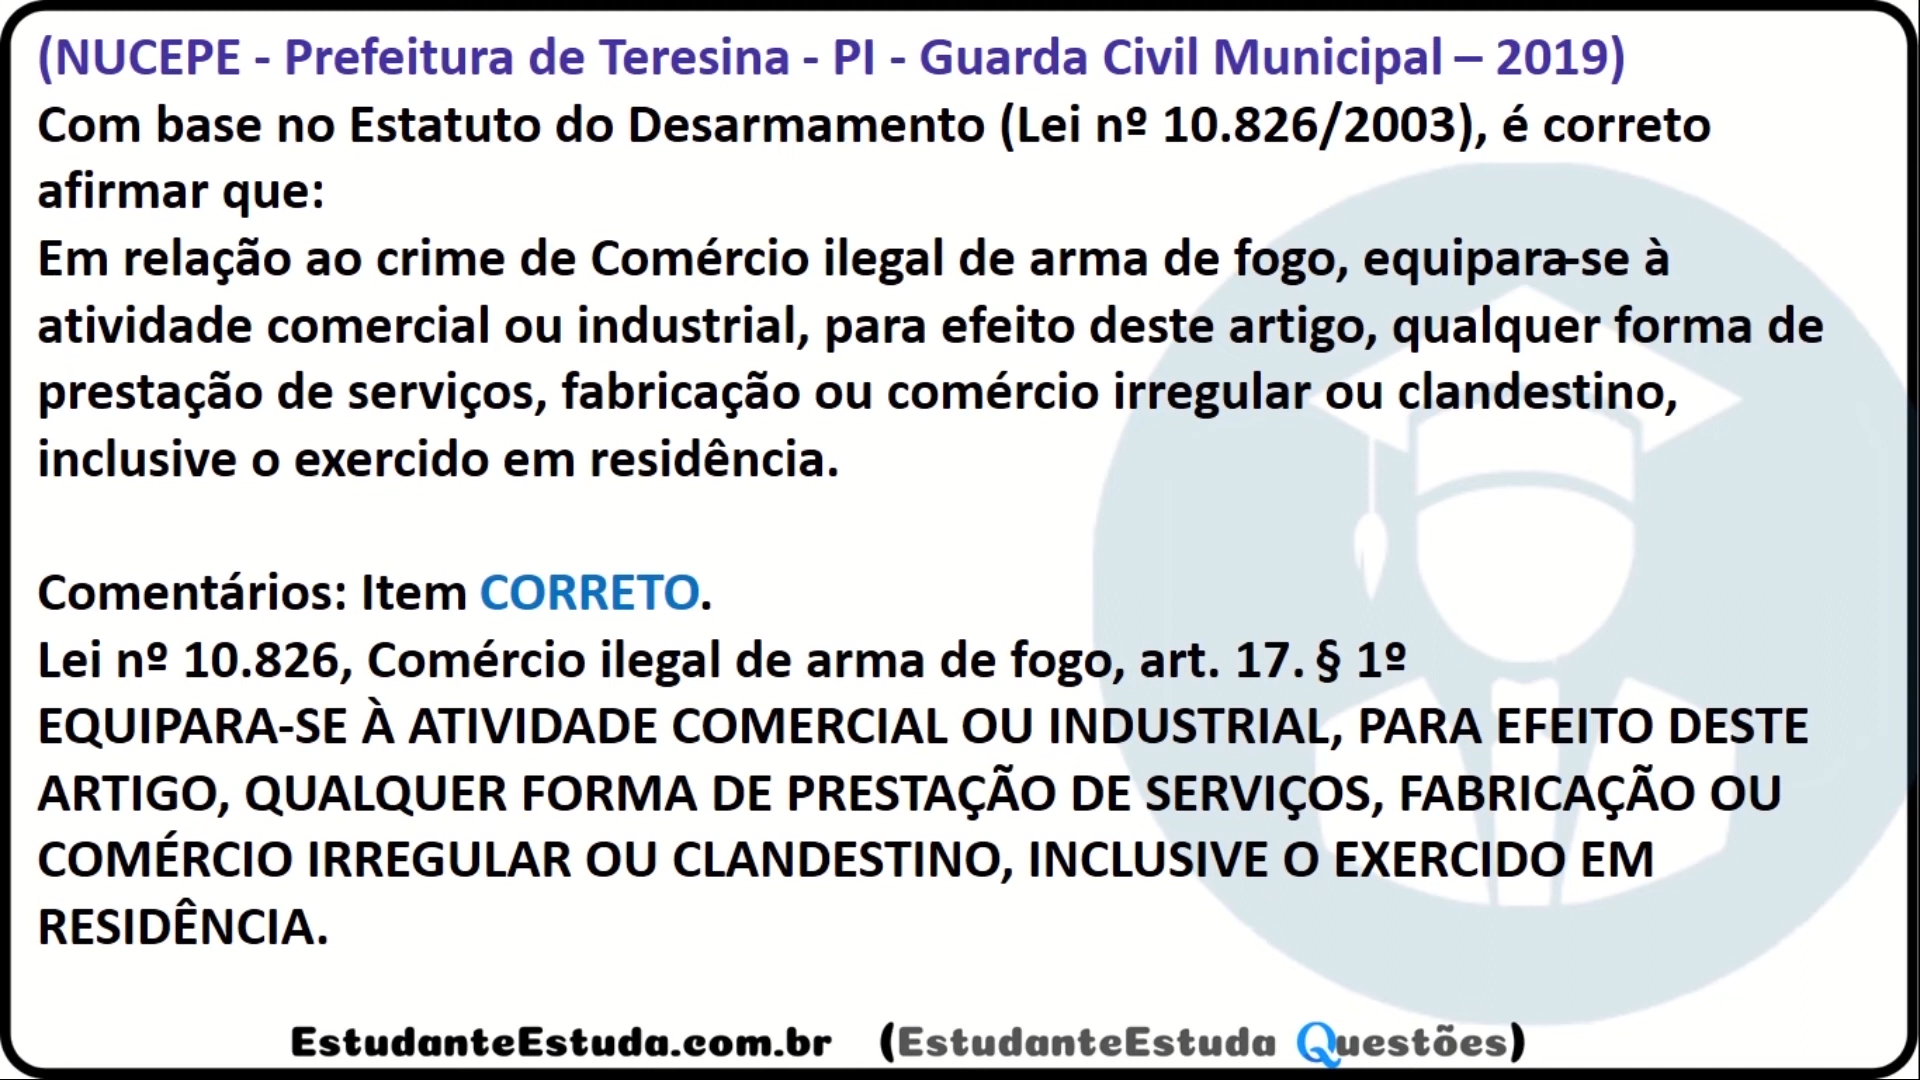 (NUCEPE - Prefeitura de Teresina - PI - Guarda Civil Municipal – 2019)
Com base no Estatuto do Desarmamento (Lei nº 10.826/2003), é correto
afirmar que:
Em relação ao crime de Comércio ilegal de arma de fogo, equipara-se à
atividade comercial ou industrial, para efeito deste artigo, qualquer forma de
prestação de serviços, fabricação ou comércio irregular ou clandestino,
inclusive o exercido em residência.
Comentários: Item CORRETO.
Lei nº 10.826, Comércio ilegal de arma de fogo, art. 17. § 1º
EQUIPARA-SE À ATIVIDADE COMERCIAL OU INDUSTRIAL, PARA EFEITO DESTE
ARTIGO, QUALQUER FORMA DE PRESTAÇÃO DE SERVIÇOS, FABRICAÇÃO OU
COMÉRCIO IRREGULAR OU CLANDESTINO, INCLUSIVE O EXERCIDO EM
RESIDÊNCIA.
EstudanteEstuda.com.br (EstudanteEstuda Questões)